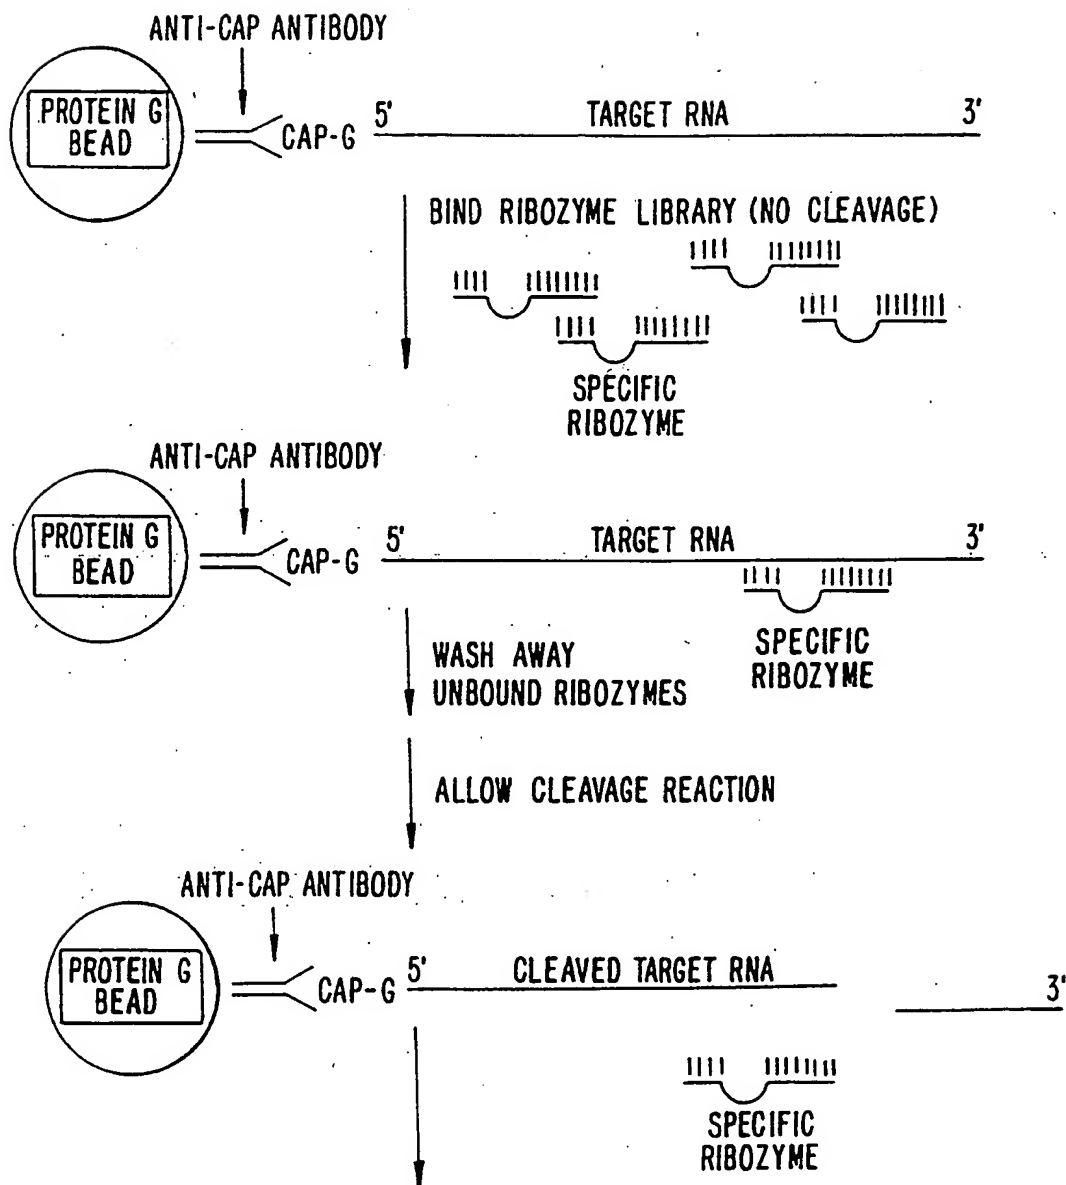 ANTI-CAP ANTIBODY
PROTEIN G
BEAD
CAP-G
5'
TARGET RNA
3'
BIND RIBOZYME LIBRARY (NO CLEAVAGE)
SPECIFIC
RIBOZYME
ANTI-CAP ANTIBODY
PROTEIN G
BEAD
CAP-G
5'
TARGET RNA
3'
SPECIFIC
RIBOZYME
WASH AWAY
UNBOUND RIBOZYMES
ALLOW CLEAVAGE REACTION
ANTI-CAP ANTIBODY
PROTEIN G
BEAD
CAP-G
5'
CLEAVED TARGET RNA
3'
SPECIFIC
RIBOZYME